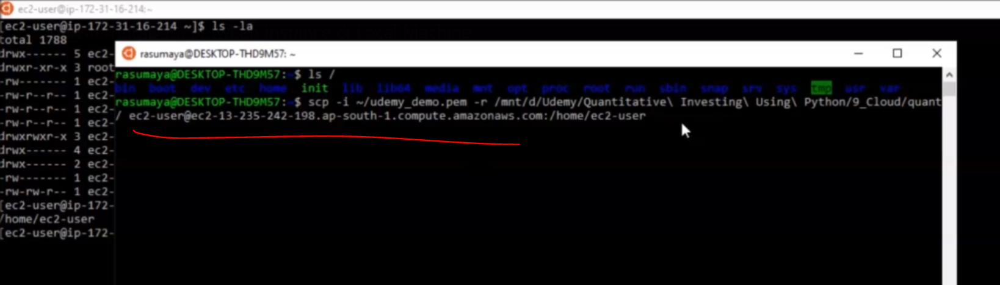 ec2-user@ip-172-31-16-214:~
[ec2-user@ip-172-31-16-214 ~]$ ls -la
total 1788
drwx------ 5 ec2-
drwxr-xr-x 3 root
-rw------- 1 ec2-
-rw-r--r-- 1 ec2-
-rw-r--r-- 1 ec2-
-rw-r--r-- 1 ec2-
drwxrwxr-x 3 ec2-
drwx------ 4 ec2-
drwx------ 2 ec2-
-rw------- 1 ec2-
-rw-rw-r-- 1 ec2-
[ec2-user@ip-172-
/home/ec2-user
[ec2-user@ip-172-
rasumaya@DESKTOP-THD9M57: ~
rasumaya@DESKTOP-THD9M57:~$ ls /
bin boot dev etc home init lib lib64 media mnt opt proc root run sbin snap srv sys tmp usr var
rasumaya@DESKTOP-THD9M57:~$ scp -i ~/udemy_demo.pem -r /mnt/d/Udemy/Quantitative\ Investing\ Using\ Python/9_Cloud/quant
/ ec2-user@ec2-13-235-242-198.ap-south-1.compute.amazonaws.com:/home/ec2-user